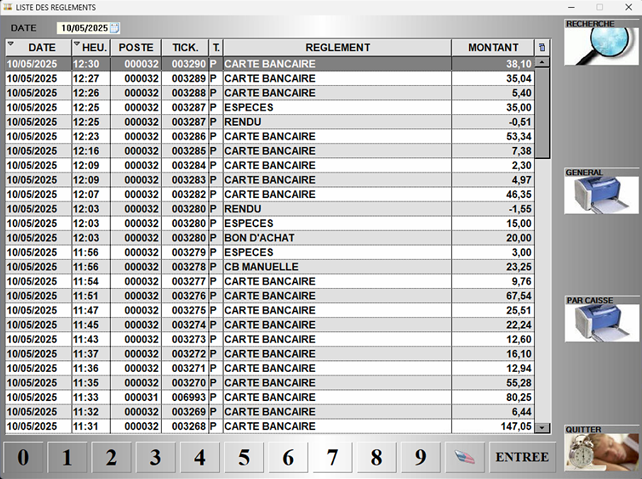 LISTE DES REGLEMENTS
DATE 10/05/2025
RECHERCHE
DATE HEU. POSTE TICK. T. REGLEMENT MONTANT
10/05/2025 12:30 000032 003290 P CARTE BANCAIRE 38,10
10/05/2025 12:27 000032 003289 P CARTE BANCAIRE 35,04
10/05/2025 12:26 000032 003288 P CARTE BANCAIRE 5,40
10/05/2025 12:25 000032 003287 P ESPECES 35,00
10/05/2025 12:25 000032 003287 P RENDU -0,51
10/05/2025 12:23 000032 003286 P CARTE BANCAIRE 53,34
10/05/2025 12:16 000032 003285 P CARTE BANCAIRE 7,38
10/05/2025 12:09 000032 003284 P CARTE BANCAIRE 2,30
10/05/2025 12:09 000032 003283 P CARTE BANCAIRE 4,97
10/05/2025 12:07 000032 003282 P CARTE BANCAIRE 46,35
10/05/2025 12:03 000032 003280 P RENDU -1,55
10/05/2025 12:03 000032 003280 P ESPECES 15,00
10/05/2025 12:03 000032 003280 P BON D'ACHAT 20,00
10/05/2025 11:56 000032 003279 P ESPECES 3,00
10/05/2025 11:56 000032 003278 P CB MANUELLE 23,25
10/05/2025 11:54 000032 003277 P CARTE BANCAIRE 9,76
10/05/2025 11:51 000032 003276 P CARTE BANCAIRE 67,54
10/05/2025 11:47 000032 003275 P CARTE BANCAIRE 25,51
10/05/2025 11:45 000032 003274 P CARTE BANCAIRE 22,24
10/05/2025 11:43 000032 003273 P CARTE BANCAIRE 12,60
10/05/2025 11:37 000032 003272 P CARTE BANCAIRE 16,10
10/05/2025 11:36 000032 003271 P CARTE BANCAIRE 12,94
10/05/2025 11:35 000032 003270 P CARTE BANCAIRE 55,28
10/05/2025 11:33 000031 006993 P CARTE BANCAIRE 80,25
10/05/2025 11:32 000032 003269 P CARTE BANCAIRE 6,44
10/05/2025 11:31 000032 003268 P CARTE BANCAIRE 147,05
GENERAL
PAR CAISSE
QUITTER
0 1 2 3 4 5 6 7 8 9 ENTREE